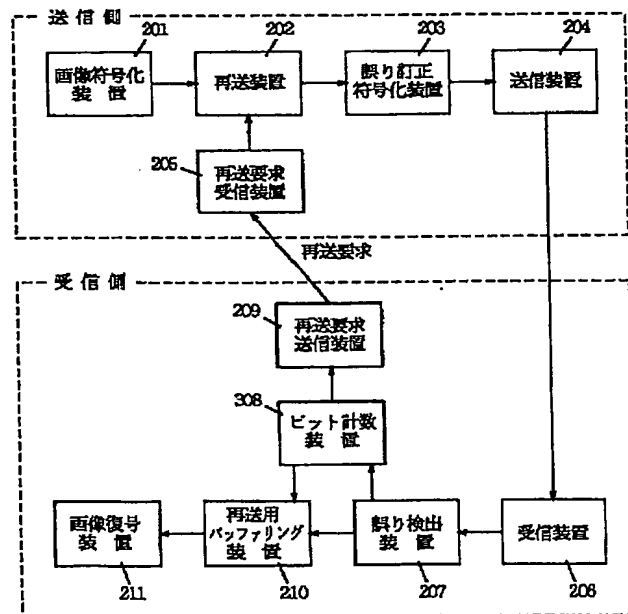 送信側
201
202
203
204
画像符号化
装置
再送装置
誤り訂正
符号化装置
送信装置
205
再送要求
受信装置
再送要求
受信側
209
再送要求
送信装置
308
ビット計数
装置
画像復号
装置
再送用
バッファリング
装置
誤り検出
装置
受信装置
211
210
207
206